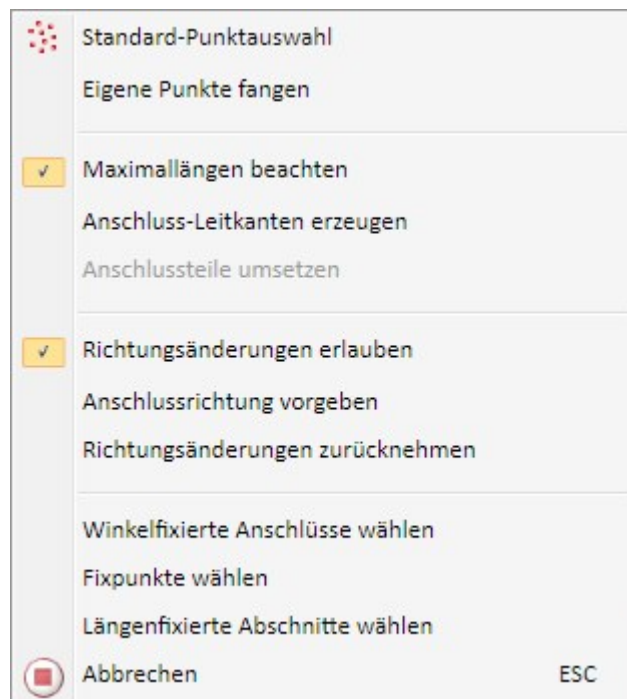 Standard-Punktauswahl
Eigene Punkte fangen
Maximallängen beachten
Anschluss-Leitkanten erzeugen
Anschlussteile umsetzen
Richtungsänderungen erlauben
Anschlussrichtung vorgeben
Richtungsänderungen zurücknehmen
Winkelfixierte Anschlüsse wählen
Fixpunkte wählen
Längenfixierte Abschnitte wählen
Abbrechen ESC